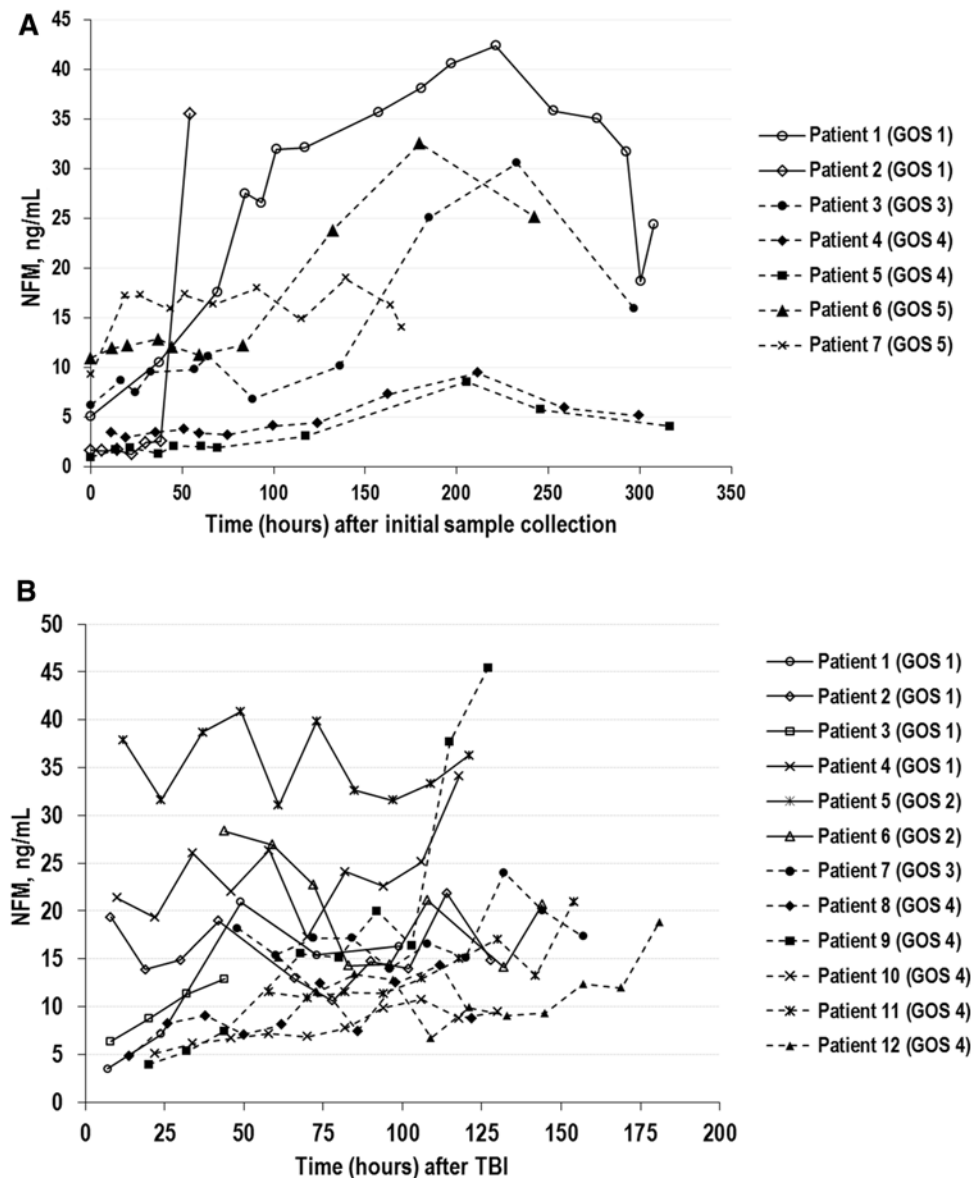 A
45
40
35
30
25
20
15
10
5
0
NFM, ng/mL
0 50 100 150 200 250 300 350
Time (hours) after initial sample collection
Patient 1 (GOS 1)
Patient 2 (GOS 1)
Patient 3 (GOS 3)
Patient 4 (GOS 4)
Patient 5 (GOS 4)
Patient 6 (GOS 5)
Patient 7 (GOS 5)
B
50
45
40
35
30
25
20
15
10
5
0
NFM, ng/mL
0 25 50 75 100 125 150 175 200
Time (hours) after TBI
Patient 1 (GOS 1)
Patient 2 (GOS 1)
Patient 3 (GOS 1)
Patient 4 (GOS 1)
Patient 5 (GOS 2)
Patient 6 (GOS 2)
Patient 7 (GOS 3)
Patient 8 (GOS 4)
Patient 9 (GOS 4)
Patient 10 (GOS 4)
Patient 11 (GOS 4)
Patient 12 (GOS 4)